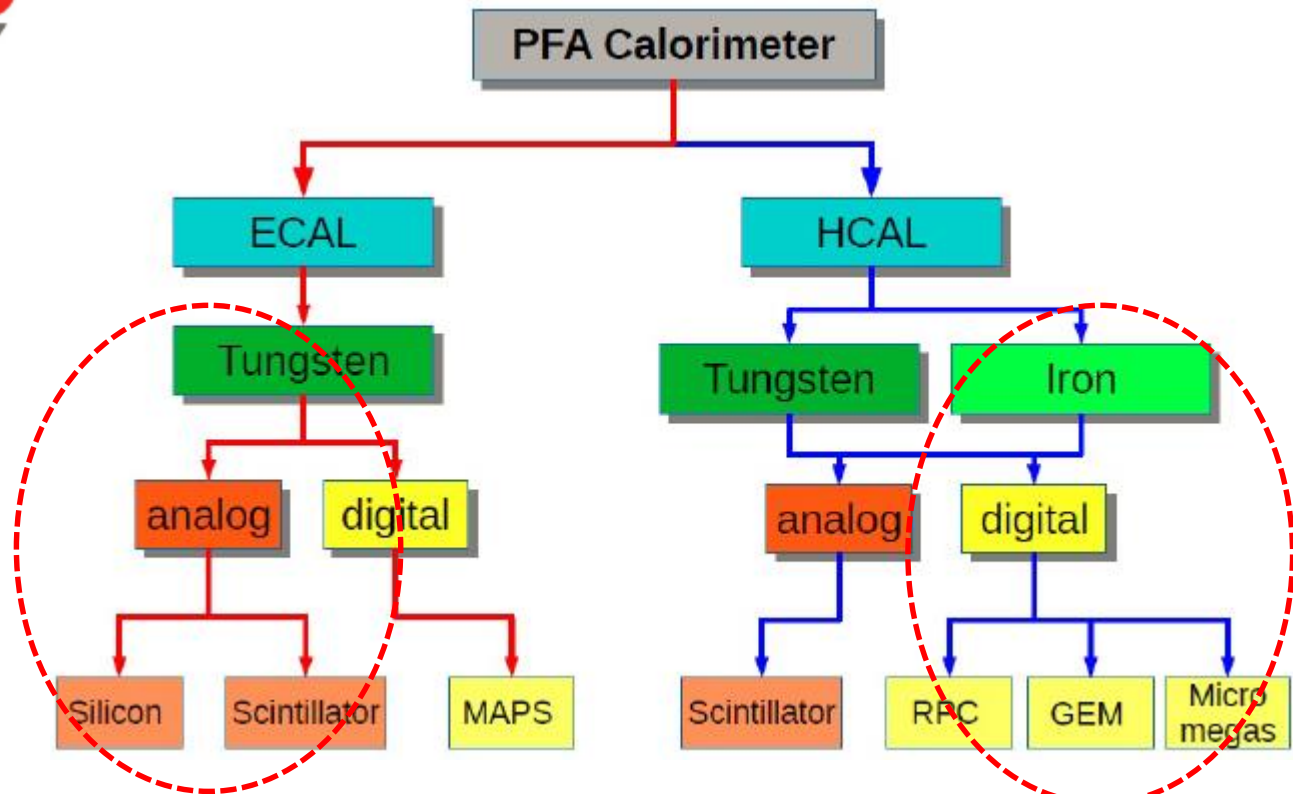 PFA Calorimeter
ECAL
HCAL
Tungsten
Tungsten
Iron
analog
digital
analog
digital
Silicon
Scintillator
MAPS
Scintillator
RPC
GEM
Micro
megas